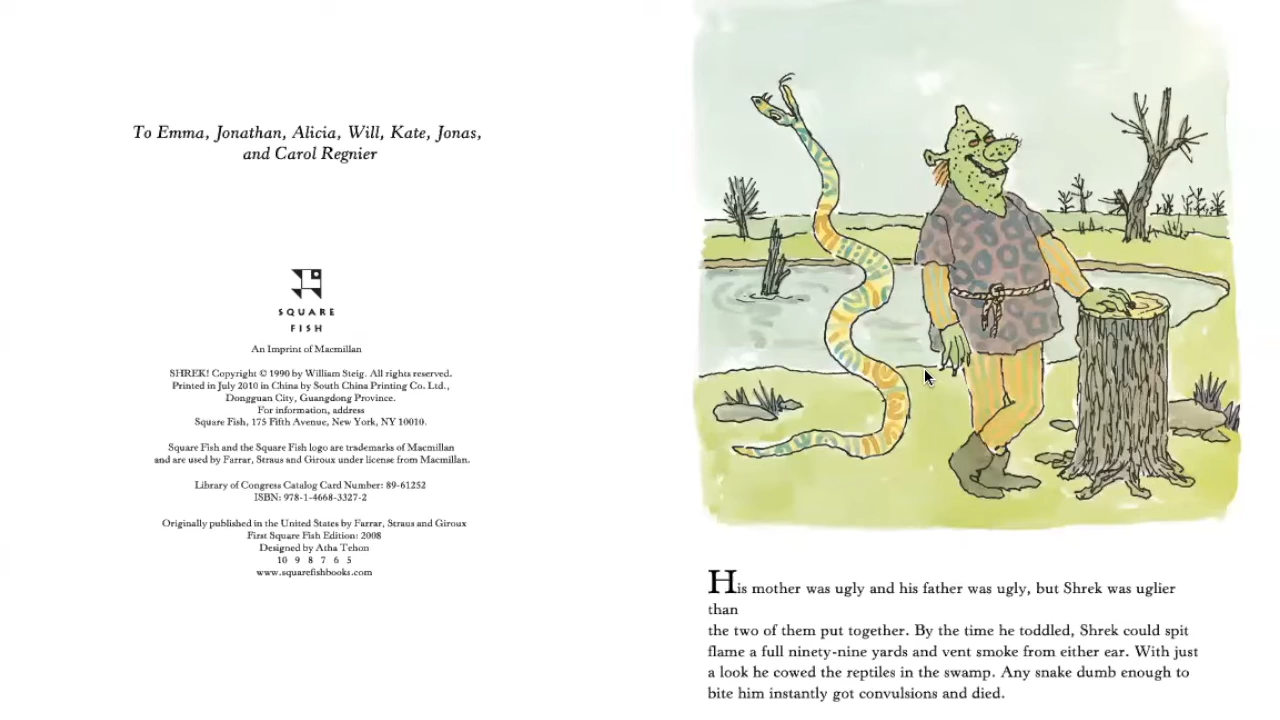 To Emma, Jonathan, Alicia, Will, Kate, Jonas,
and Carol Regnier
SQUARE
FISH
An Imprint of Macmillan
SHREK! Copyright © 1990 by William Steig. All rights reserved.
Printed in July 2010 in China by South China Printing Co. Ltd.,
Dongguan City, Guangdong Province.
For information, address
Square Fish, 175 Fifth Avenue, New York, NY 10010.
Square Fish and the Square Fish logo are trademarks of Macmillan
and are used by Farrar, Straus and Giroux under license from Macmillan.
Library of Congress Catalog Card Number: 89-61252
ISBN: 978-1-4668-3327-2
Originally published in the United States by Farrar, Straus and Giroux
First Square Fish Edition: 2008
Designed by Atha Tehon
10 9 8 7 6 5
www.squarefishbooks.com
His mother was ugly and his father was ugly, but Shrek was uglier
than
the two of them put together. By the time he toddled, Shrek could spit
flame a full ninety-nine yards and vent smoke from either ear. With just
a look he cowed the reptiles in the swamp. Any snake dumb enough to
bite him instantly got convulsions and died.